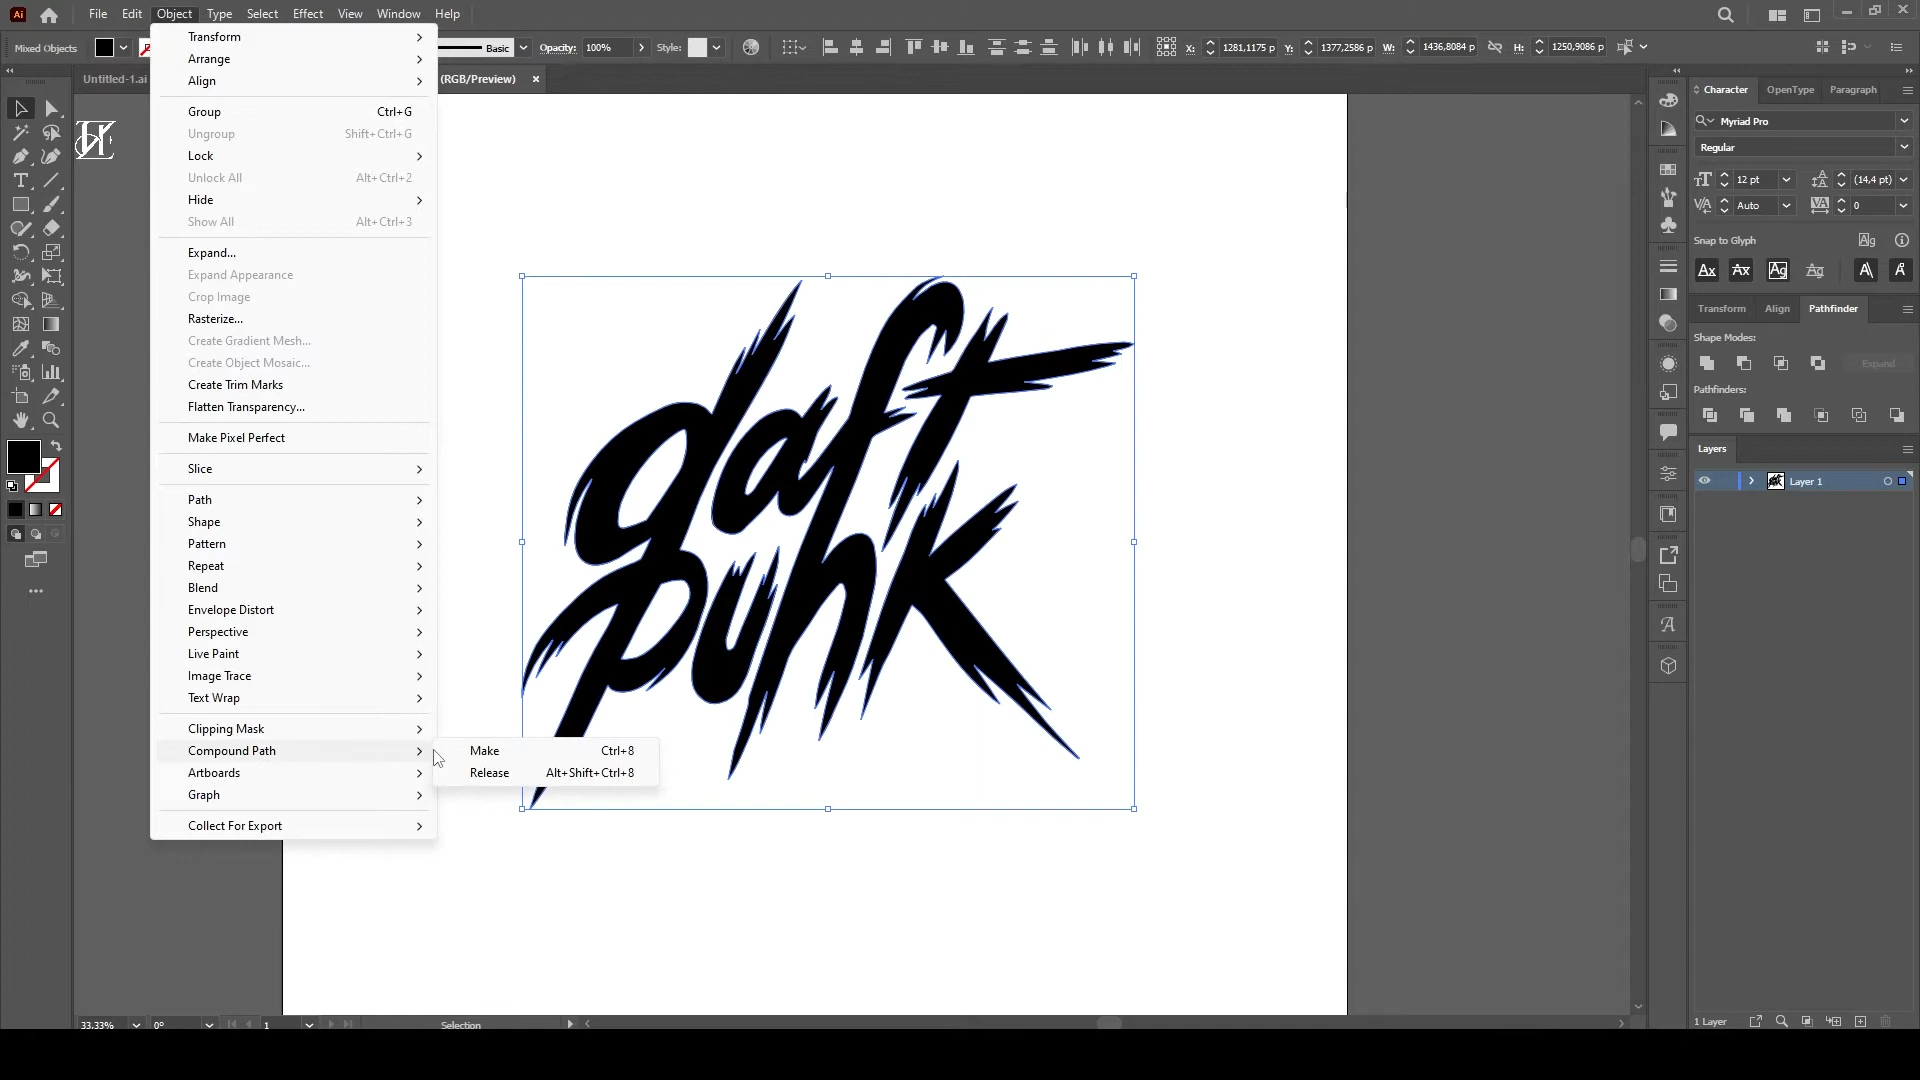 Ai File Edit Object Type Select Effect View Window Help
Mixed Objects Basic Opacity: 100% Style: X: 1281,1175 p Y: 1377,2586 p W: 1436,8084 p H: 1250,9086 p
Untitled-1.ai (RGB/Preview) ×
Transform
Arrange
Align
Group Ctrl+G
Ungroup Shift+Ctrl+G
Lock
Unlock All Alt+Ctrl+2
Hide
Show All Alt+Ctrl+3
Expand...
Expand Appearance
Crop Image
Rasterize...
Create Gradient Mesh...
Create Object Mosaic...
Create Trim Marks
Flatten Transparency...
Make Pixel Perfect
Slice
Path
Shape
Pattern
Repeat
Blend
Envelope Distort
Perspective
Live Paint
Image Trace
Text Wrap
Clipping Mask
Compound Path
Artboards
Graph
Collect For Export
Make Ctrl+8
Release Alt+Shift+Ctrl+8
daft
punk
Character OpenType Paragraph
Myriad Pro
Regular
12 pt (14,4 pt)
Auto 0
Snap to Glyph
Transform Align Pathfinder
Shape Modes:
Expand
Pathfinders:
Layers
Layer 1
1 Layer
33,33% 0° 1 Selection